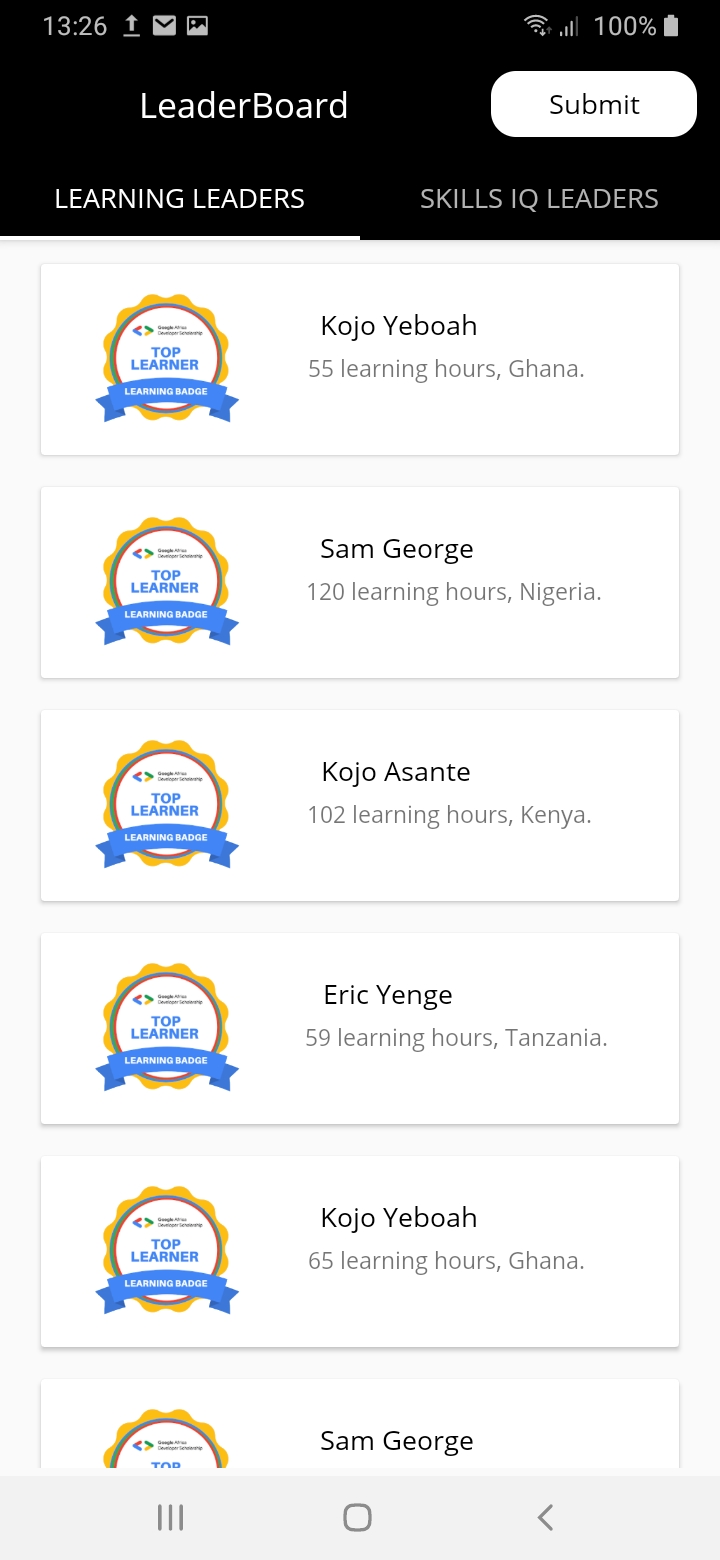 13:26
100%
LeaderBoard
Submit
LEARNING LEADERS
SKILLS IQ LEADERS
Google Africa
Developer Scholarship
TOP
LEARNER
LEARNING BADGE
Kojo Yeboah
55 learning hours, Ghana.
Google Africa
Developer Scholarship
TOP
LEARNER
LEARNING BADGE
Sam George
120 learning hours, Nigeria.
Google Africa
Developer Scholarship
TOP
LEARNER
LEARNING BADGE
Kojo Asante
102 learning hours, Kenya.
Google Africa
Developer Scholarship
TOP
LEARNER
LEARNING BADGE
Eric Yenge
59 learning hours, Tanzania.
Google Africa
Developer Scholarship
TOP
LEARNER
LEARNING BADGE
Kojo Yeboah
65 learning hours, Ghana.
Google Africa
Developer Scholarship
TOP
Sam George